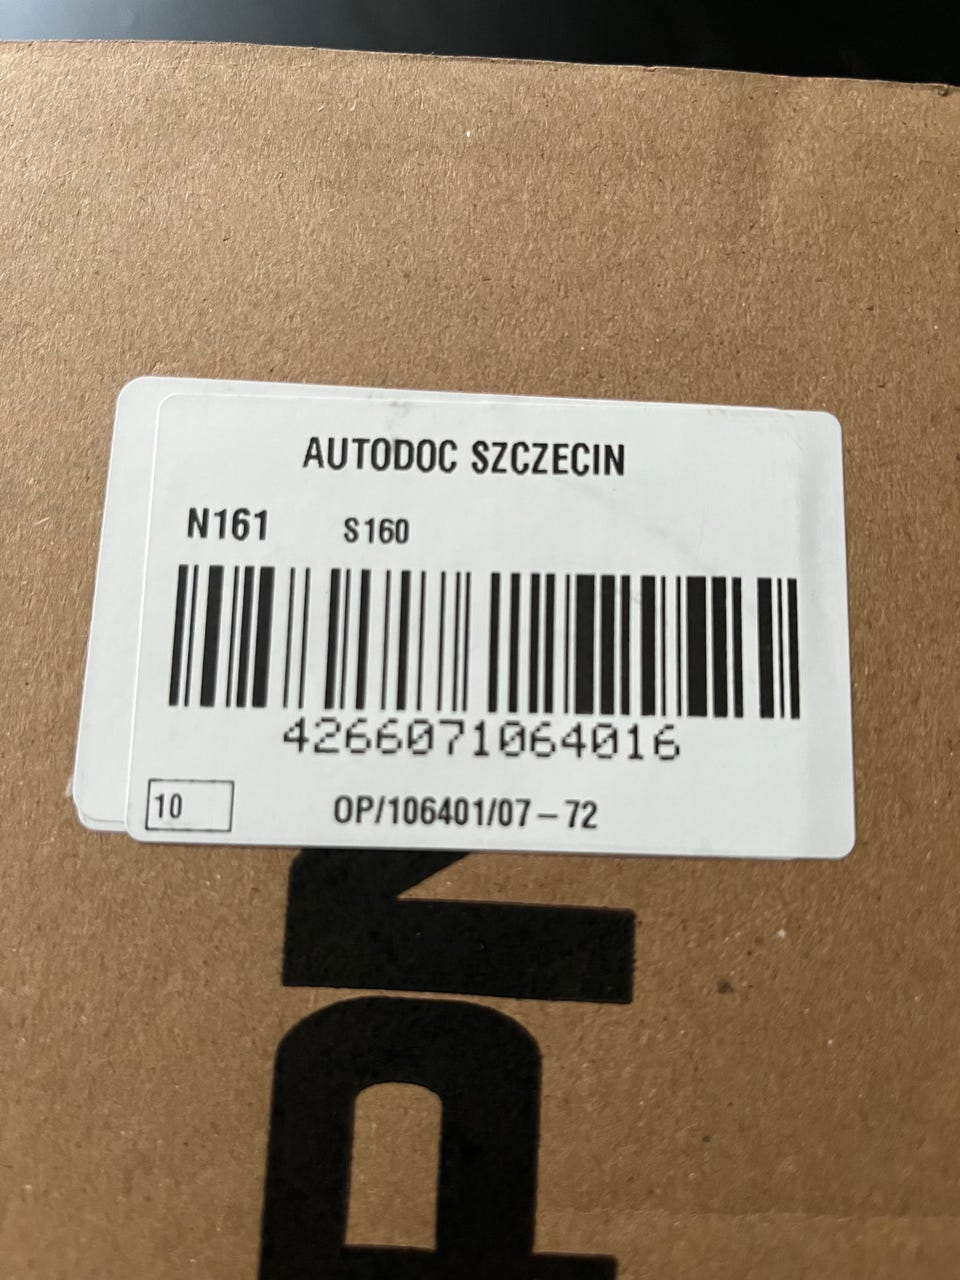 AUTODOC SZCZECIN
N161 S160
4266071064016
10 OP/106401/07-72